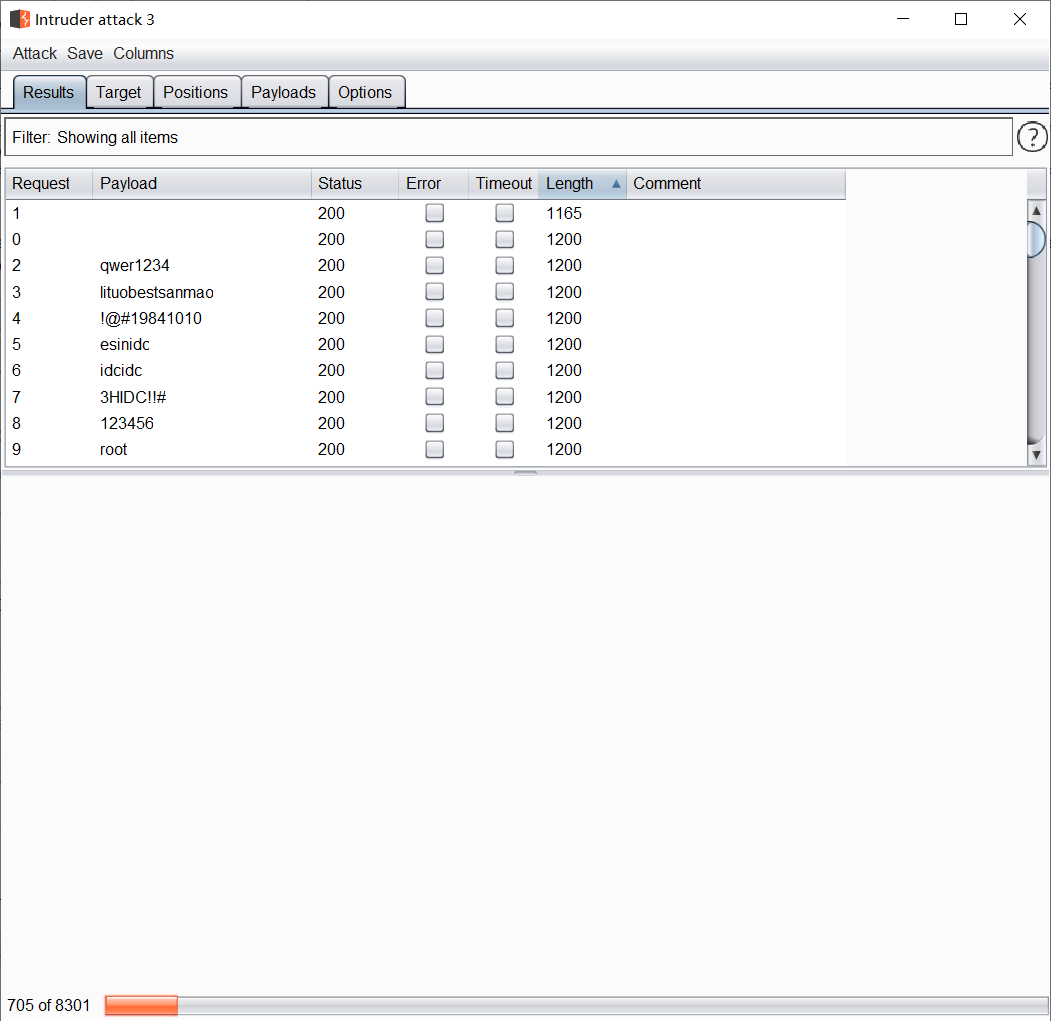 Intruder attack 3
Attack Save Columns
Results Target Positions Payloads Options
Filter: Showing all items ?
Request Payload Status Error Timeout Length Comment
1 200 1165
0 200 1200
2 qwer1234 200 1200
3 lituobestsanmao 200 1200
4 !@#19841010 200 1200
5 esinidc 200 1200
6 idcidc 200 1200
7 3HIDC!!# 200 1200
8 123456 200 1200
9 root 200 1200
705 of 8301